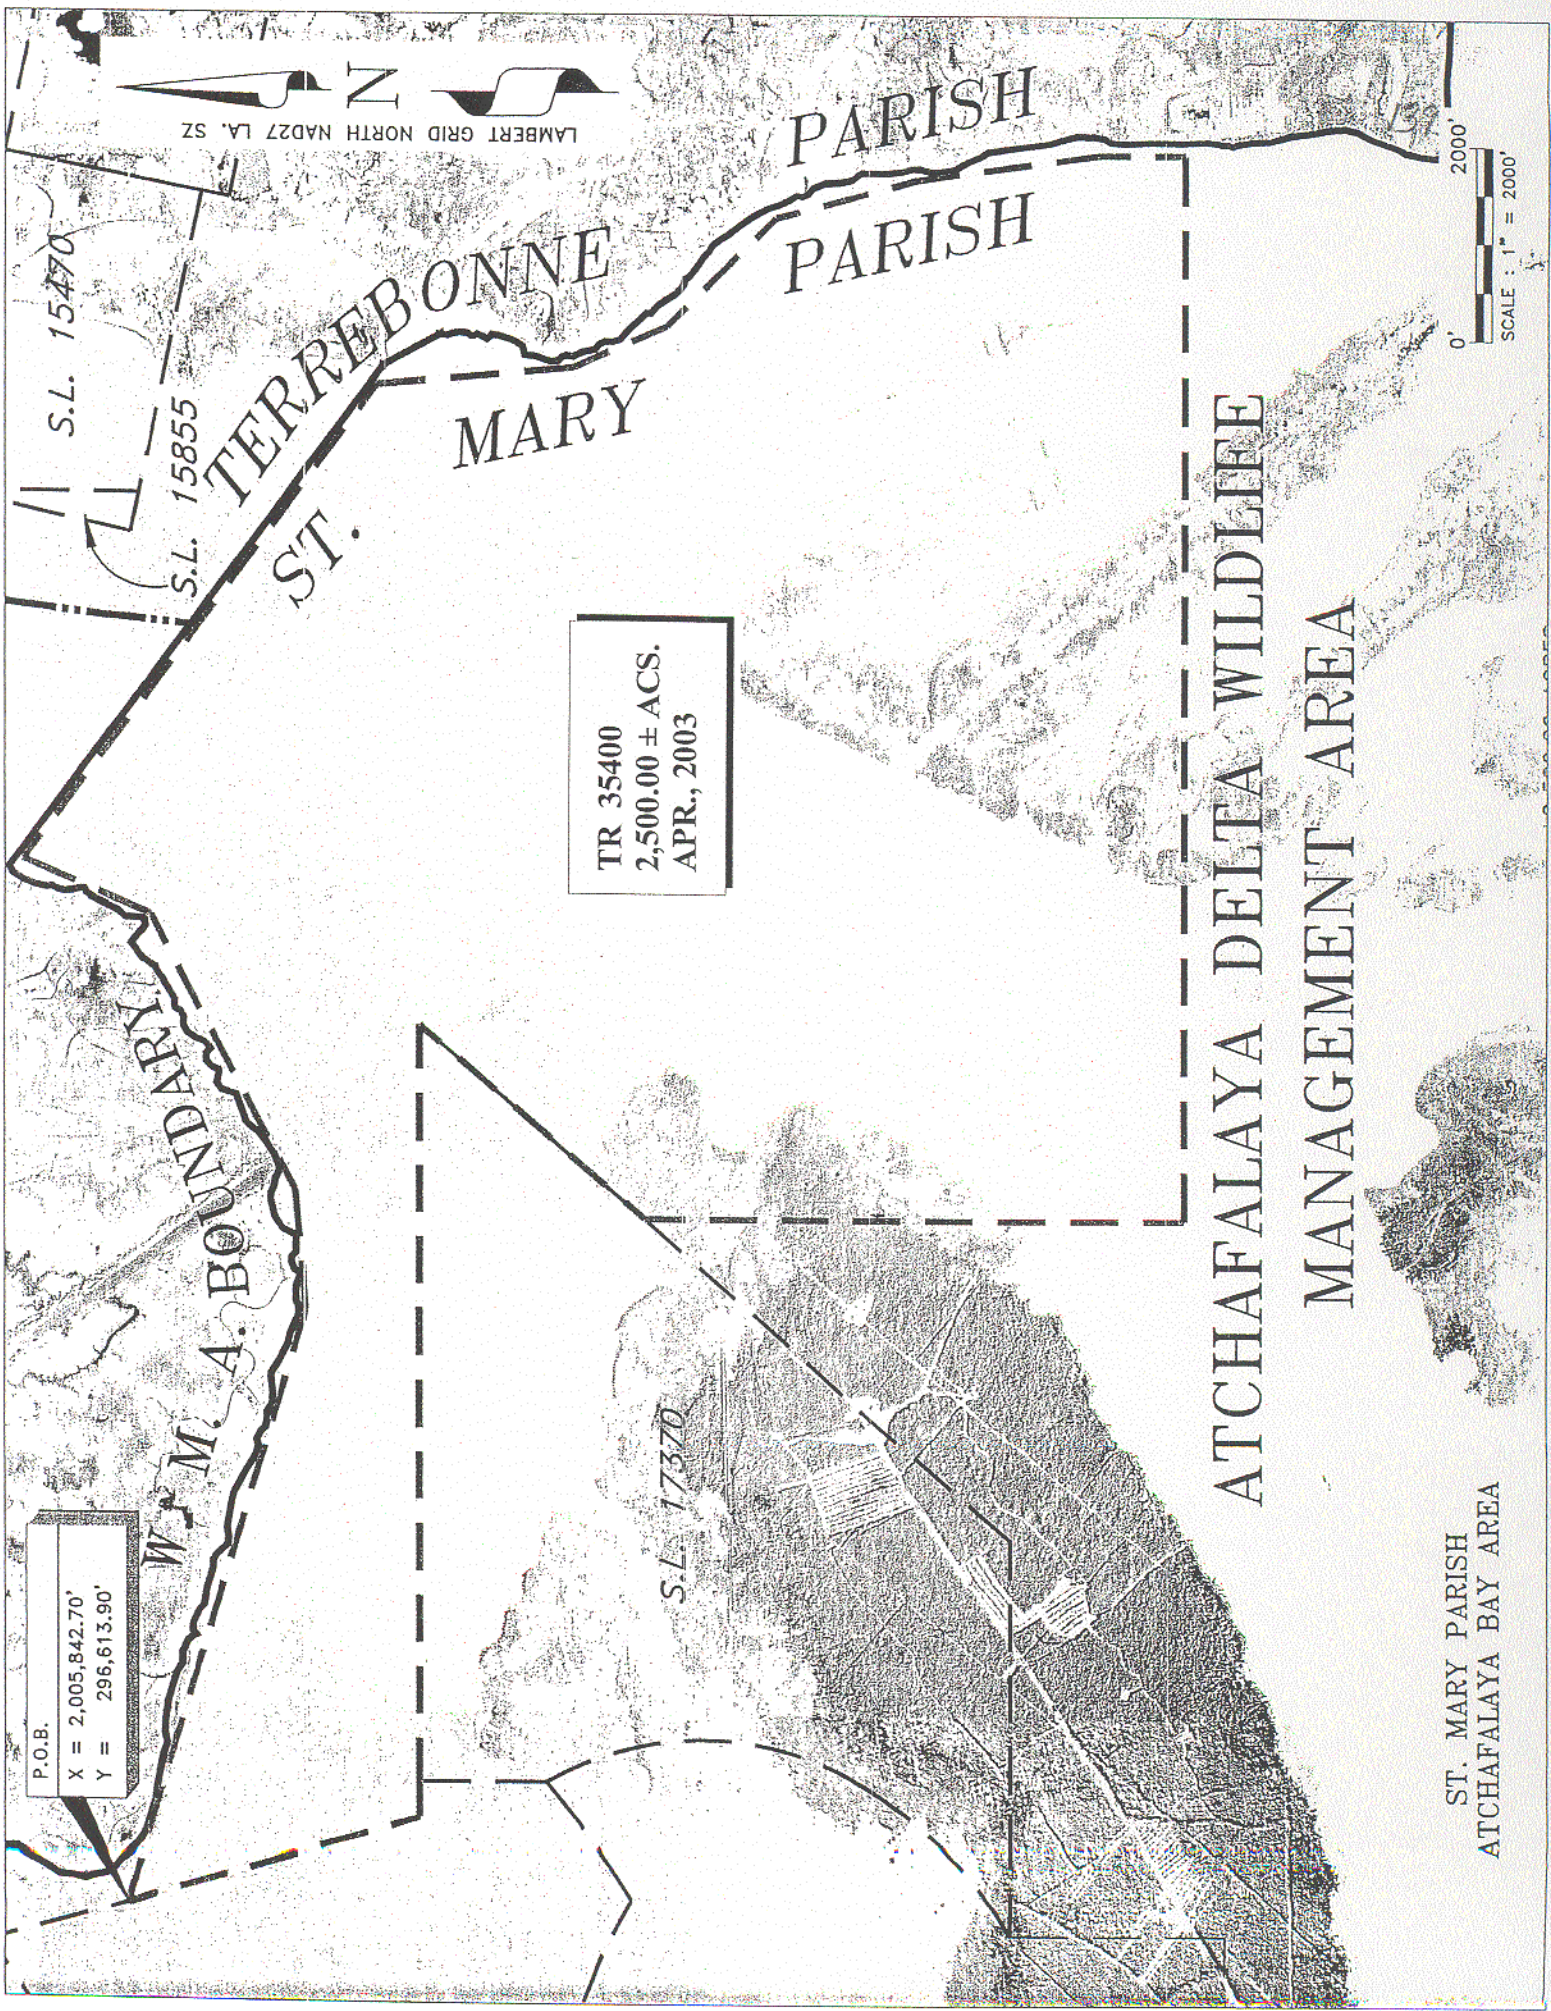 P.O.B.
X = 2,005,842.70'
Y = 296,613.90'
W. M. A. BOUNDARY
S.L. 15470
S.L. 15855
N
LAMBERT GRID NORTH NAD27 LA. SZ
TERREBONNE PARISH
ST. MARY PARISH
TR 35400
2,500.00 ± ACS.
APR., 2003
S.L. 17370
ATCHAFALAYA DELTA WILDLIFE
MANAGEMENT AREA
ST. MARY PARISH
ATCHAFALAYA BAY AREA
0' 2000'
SCALE : 1" = 2000'